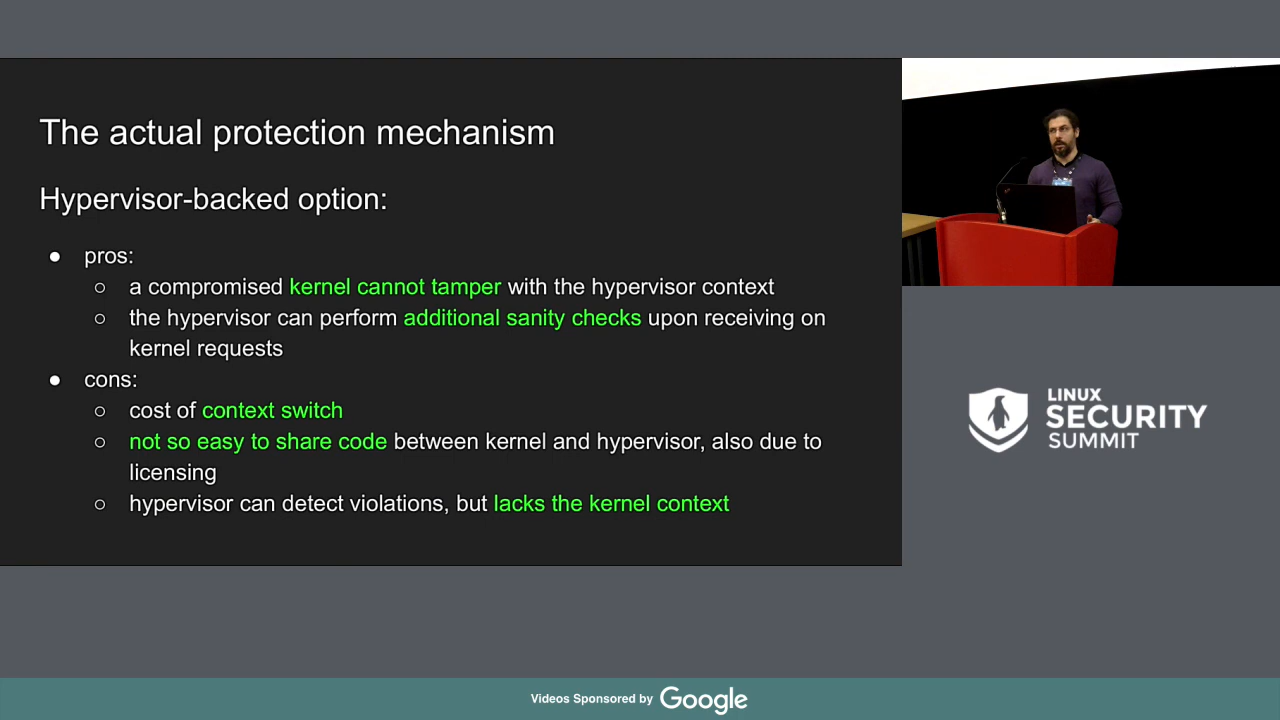 The actual protection mechanism
Hypervisor-backed option:
● pros:
○ a compromised kernel cannot tamper with the hypervisor context
○ the hypervisor can perform additional sanity checks upon receiving on
kernel requests
● cons:
○ cost of context switch
○ not so easy to share code between kernel and hypervisor, also due to
licensing
○ hypervisor can detect violations, but lacks the kernel context
LINUX
SECURITY
SUMMIT
Videos Sponsored by Google